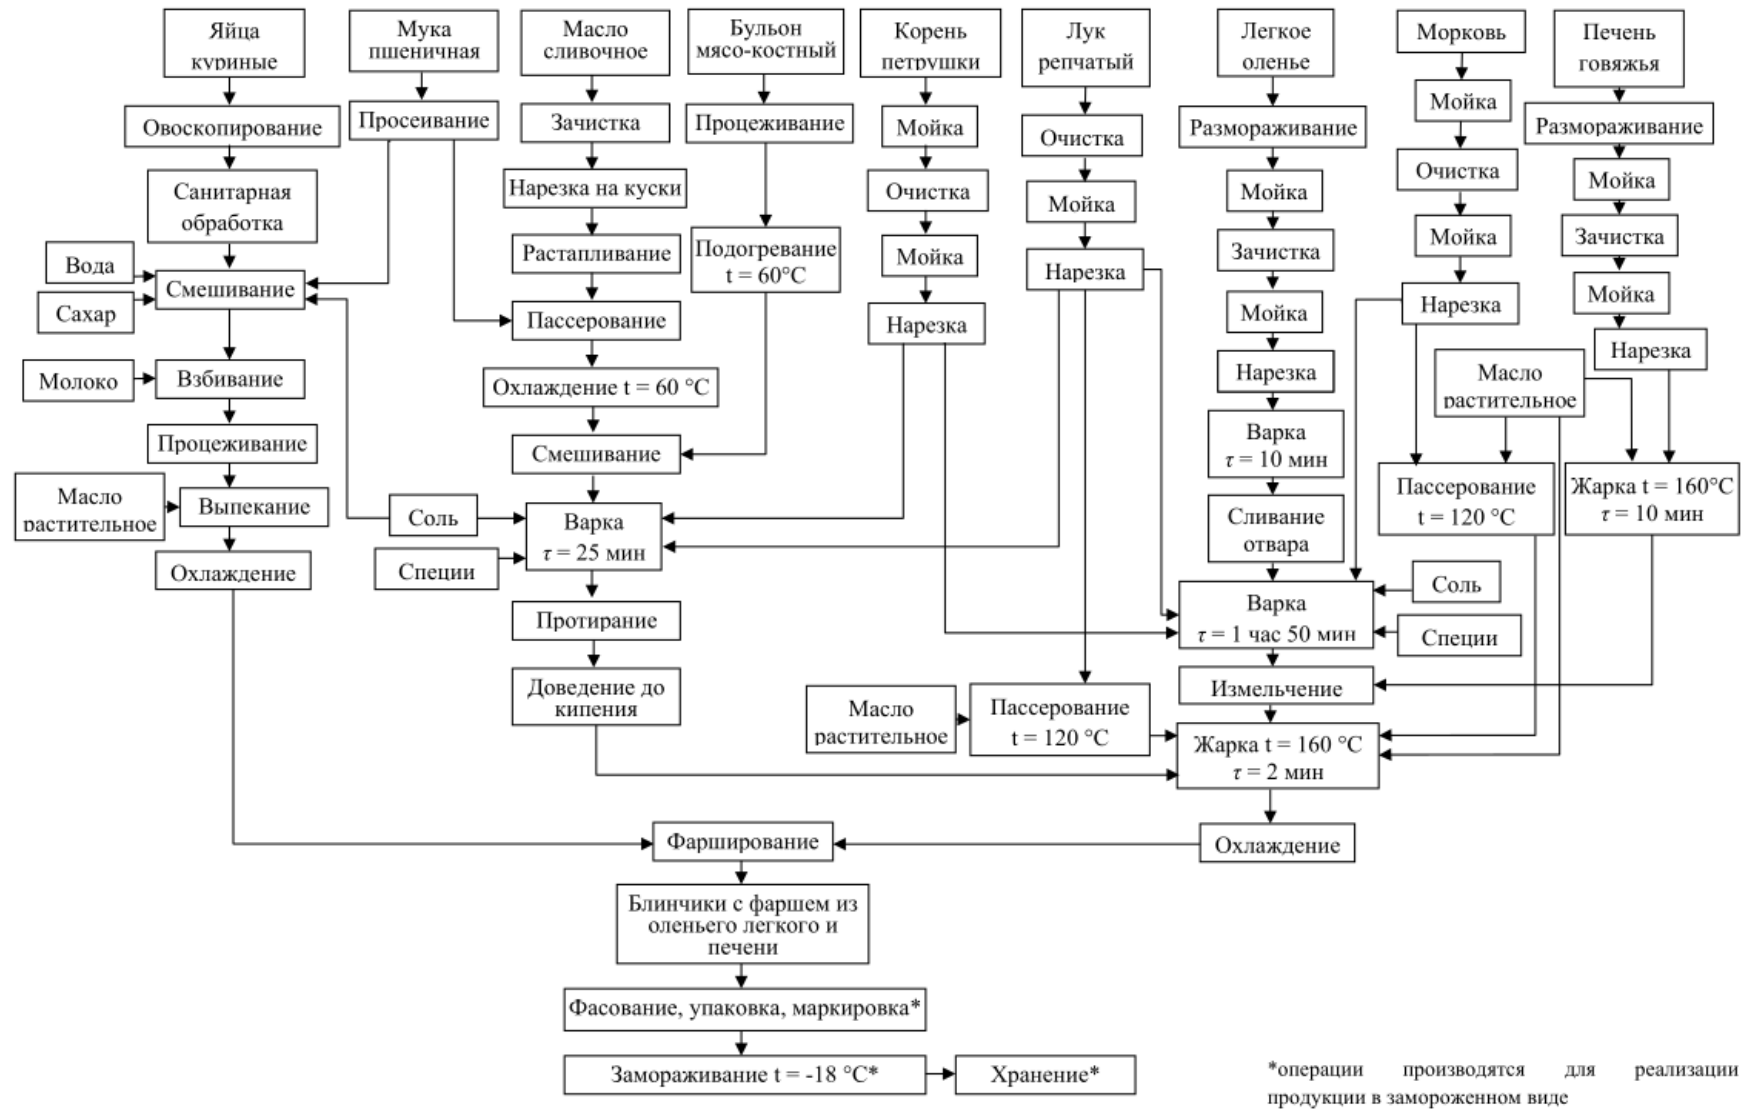 Яйца
куриные
Мука
пшеничная
Масло
сливочное
Бульон
мясо-костный
Корень
петрушки
Лук
репчатый
Легкое
оленье
Морковь
Печень
говяжья
Овоскопирование
Просеивание
Зачистка
Процеживание
Мойка
Очистка
Размораживание
Мойка
Размораживание
Санитарная
обработка
Нарезка на куски
Очистка
Мойка
Мойка
Очистка
Мойка
Вода
Сахар
Смешивание
Растапливание
Подогревание
t = 60°С
Мойка
Нарезка
Зачистка
Мойка
Зачистка
Пассерование
Нарезка
Мойка
Нарезка
Мойка
Нарезка
Молоко
Взбивание
Охлаждение t = 60 °С
Нарезка
Масло
растительное
Процеживание
Смешивание
Варка
τ = 10 мин
Пассерование
t = 120 °С
Жарка t = 160°С
τ = 10 мин
Масло
растительное
Выпекание
Соль
Варка
τ = 25 мин
Сливание
отвара
Охлаждение
Специи
Варка
τ = 1 час 50 мин
Соль
Специи
Протирание
Доведение до
кипения
Масло
растительное
Пассерование
t = 120 °С
Измельчение
Жарка t = 160 °С
τ = 2 мин
Фарширование
Охлаждение
Блинчики с фаршем из
оленьего легкого и
печени
Фасование, упаковка, маркировка*
Замораживание t = -18 °С*
Хранение*
*операции производятся для реализации
продукции в замороженном виде